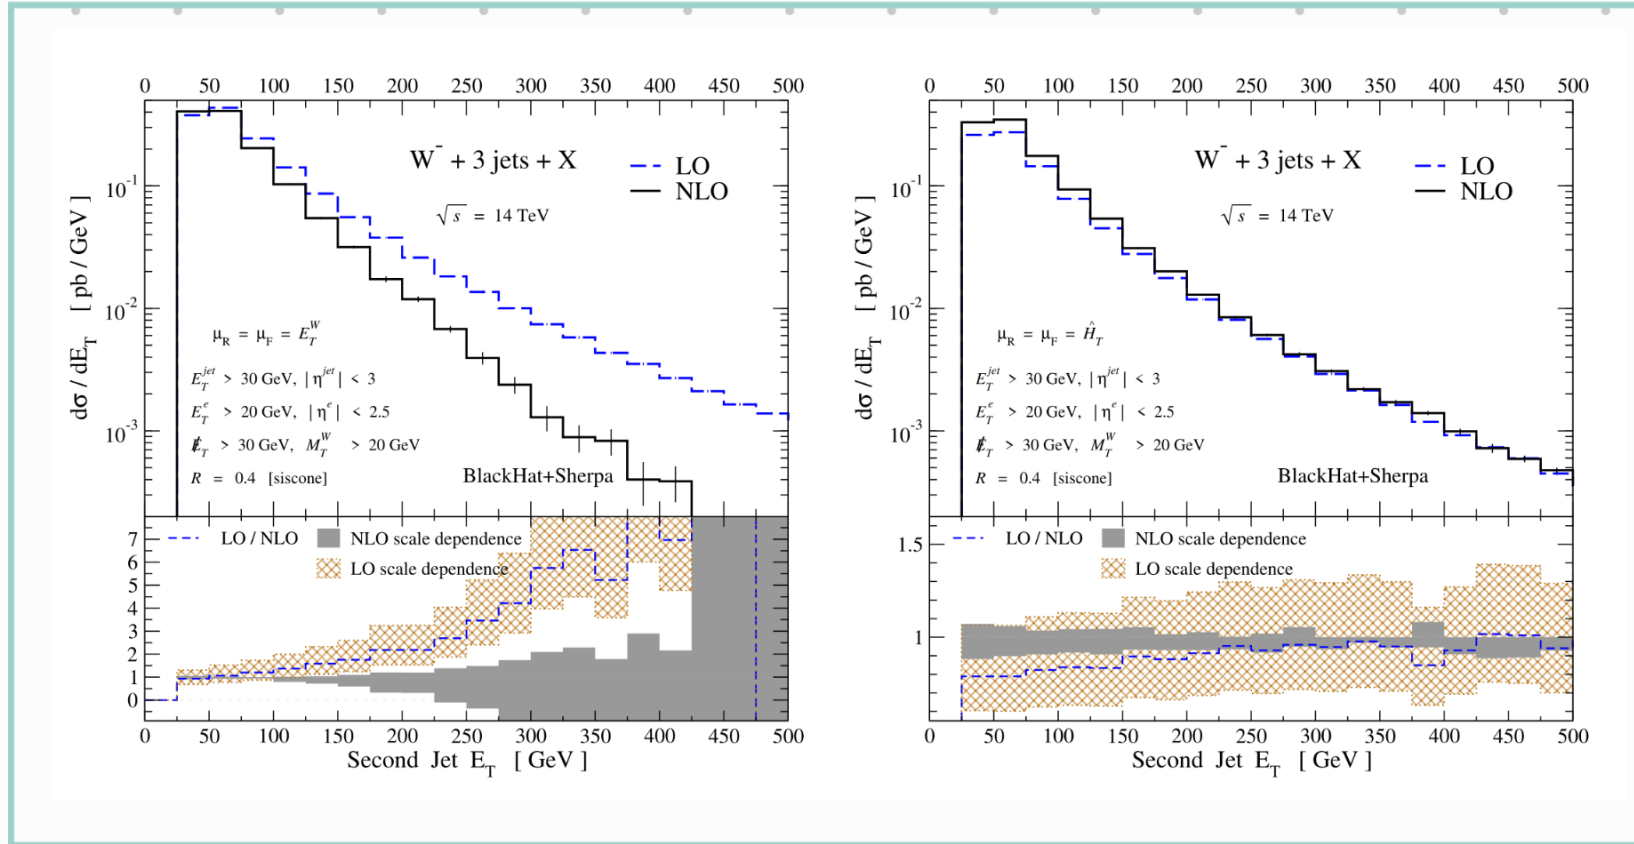 0 50 100 150 200 250 300 350 400 450 500
W⁻ + 3 jets + X
LO
NLO
√s = 14 TeV
10⁻¹
10⁻²
10⁻³
dσ / dE_T [ pb / GeV ]
μ_R = μ_F = E_T^W
E_T^jet > 30 GeV, | η^jet | < 3
E_T^e > 20 GeV, | η^e | < 2.5
E̸_T > 30 GeV, M_T^W > 20 GeV
R = 0.4 [siscone]
BlackHat+Sherpa
LO / NLO
NLO scale dependence
LO scale dependence
7
6
5
4
3
2
1
0
0 50 100 150 200 250 300 350 400 450 500
Second Jet E_T [ GeV ]
0 50 100 150 200 250 300 350 400 450 500
W⁻ + 3 jets + X
LO
NLO
√s = 14 TeV
10⁻¹
10⁻²
10⁻³
dσ / dE_T [ pb / GeV ]
μ_R = μ_F = Ĥ_T
E_T^jet > 30 GeV, | η^jet | < 3
E_T^e > 20 GeV, | η^e | < 2.5
E̸_T > 30 GeV, M_T^W > 20 GeV
R = 0.4 [siscone]
BlackHat+Sherpa
LO / NLO
NLO scale dependence
LO scale dependence
1.5
1
0 50 100 150 200 250 300 350 400 450 500
Second Jet E_T [ GeV ]